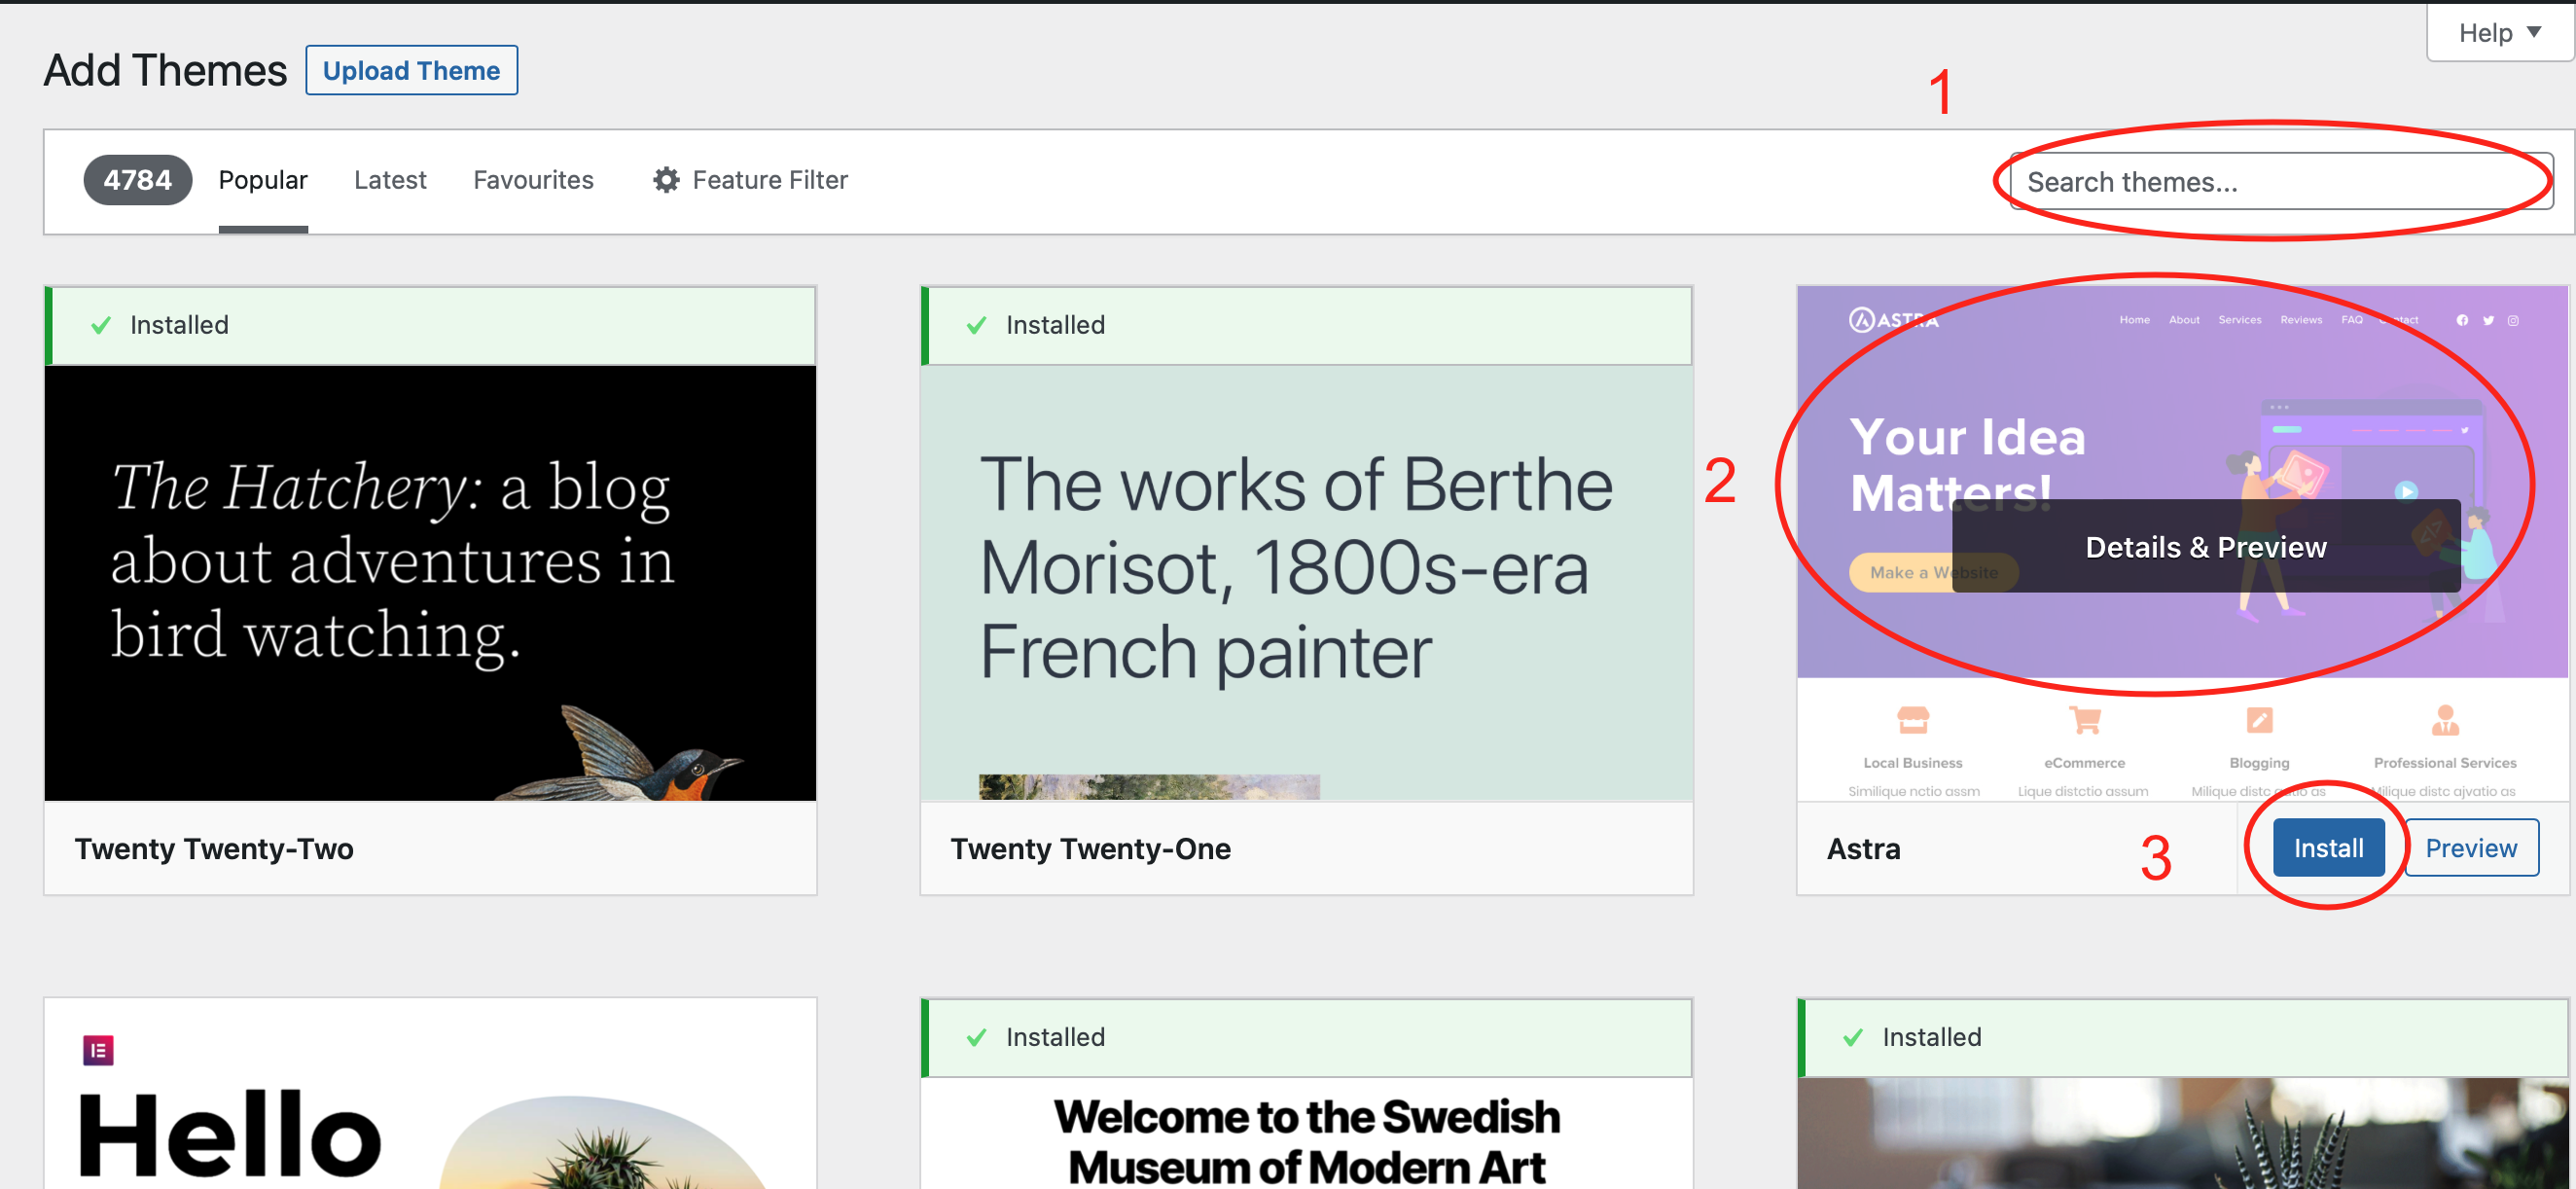 Help ▼
Add Themes
Upload Theme
1
4784
Popular
Latest
Favourites
Feature Filter
Search themes...
Installed
The Hatchery: a blog
about adventures in
bird watching.
Twenty Twenty-Two
Installed
The works of Berthe
Morisot, 1800s-era
French painter
Twenty Twenty-One
2
ASTRA
Home About Services Reviews FAQ Contact
Your Idea
Matters!
Make a Website
Details & Preview
Local Business
Similique nctio assm
eCommerce
Lique distctio assum
Blogging
Milique distc
as
Professional Services
Milique distc ajvatio as
Astra
3
Install
Preview
Hello
Installed
Welcome to the Swedish
Museum of Modern Art
Installed